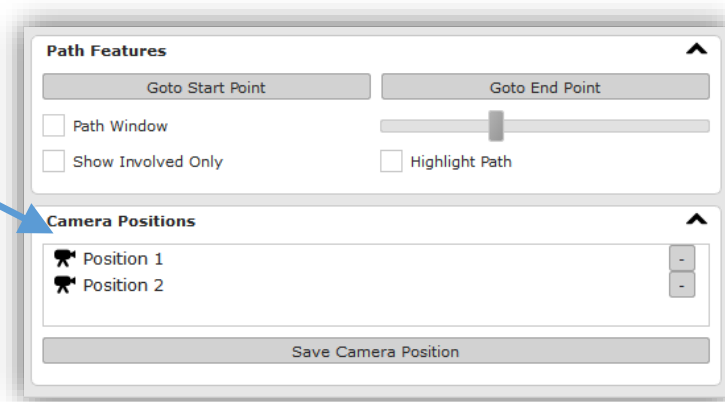 Path Features
Goto Start Point Goto End Point
Path Window
Show Involved Only Highlight Path
Camera Positions
Position 1 -
Position 2 -
Save Camera Position